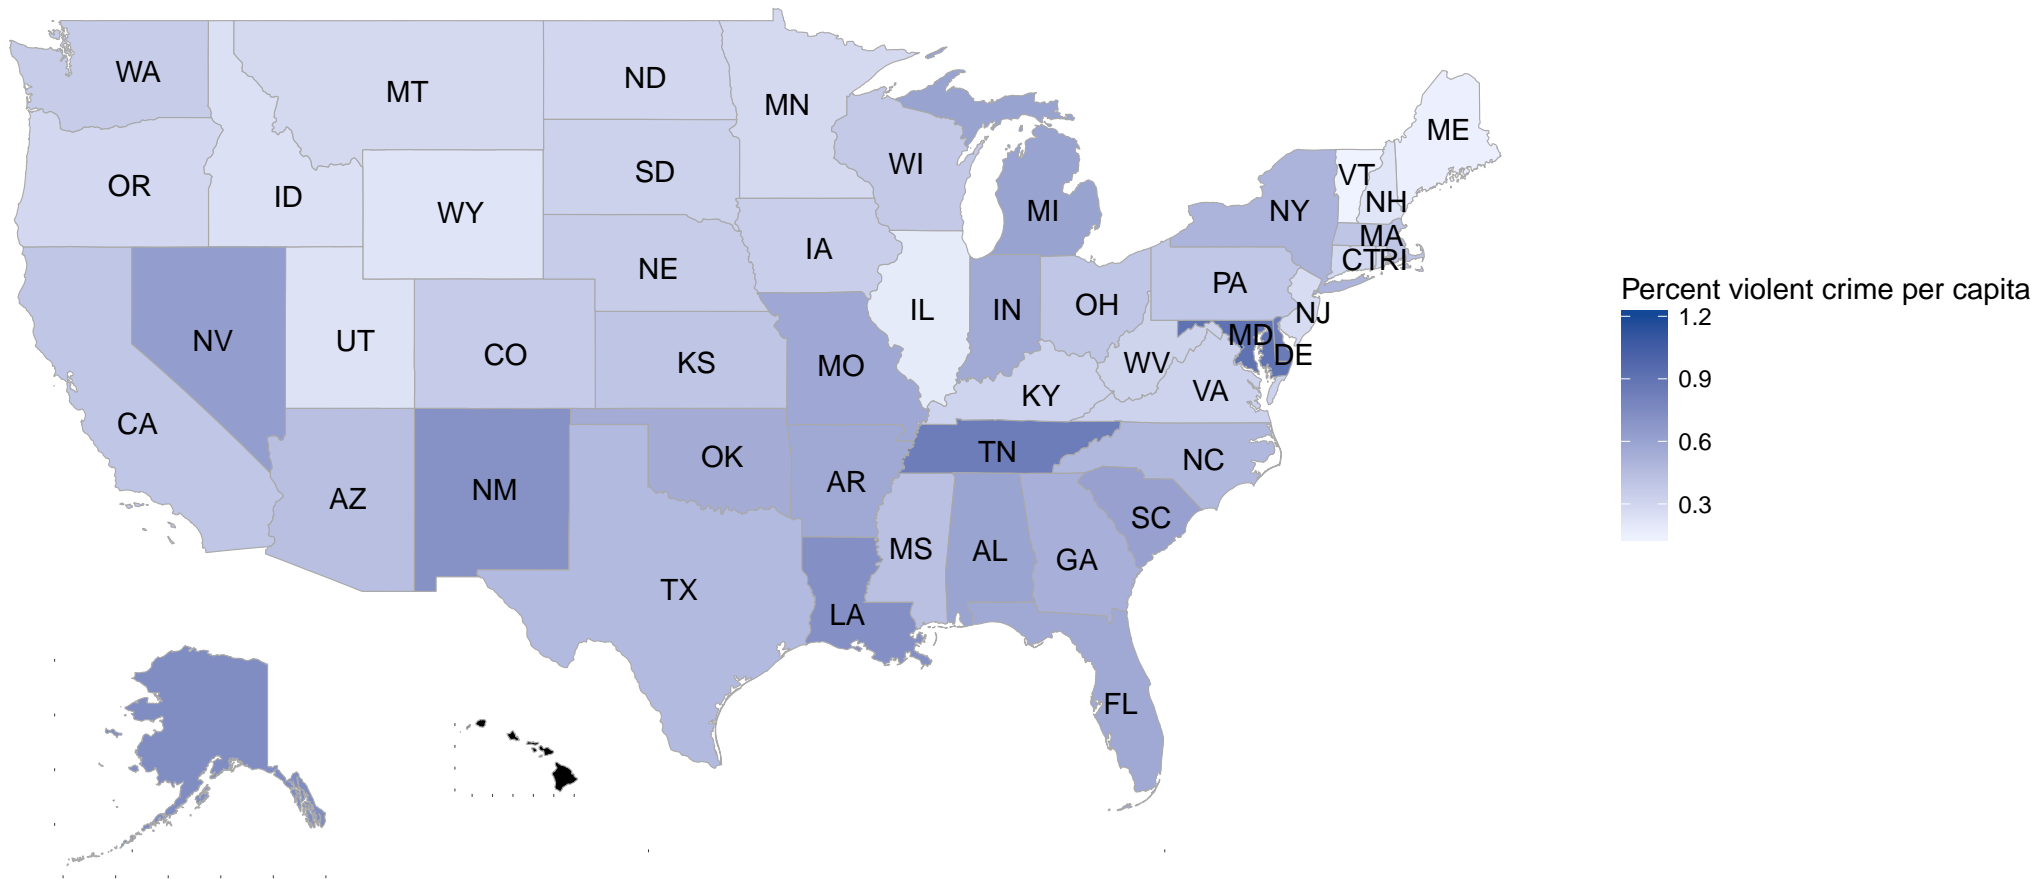 WA
MT
ND
MN
ME
OR
ID
WY
SD
WI
MI
NY
VT
NH
MA
CT
RI
NV
UT
CO
NE
IA
IL
IN
OH
PA
NJ
CA
KS
MO
KY
WV
VA
MD
DE
AZ
NM
OK
AR
TN
NC
SC
TX
LA
MS
AL
GA
FL
Percent violent crime per capita
1.2
0.9
0.6
0.3